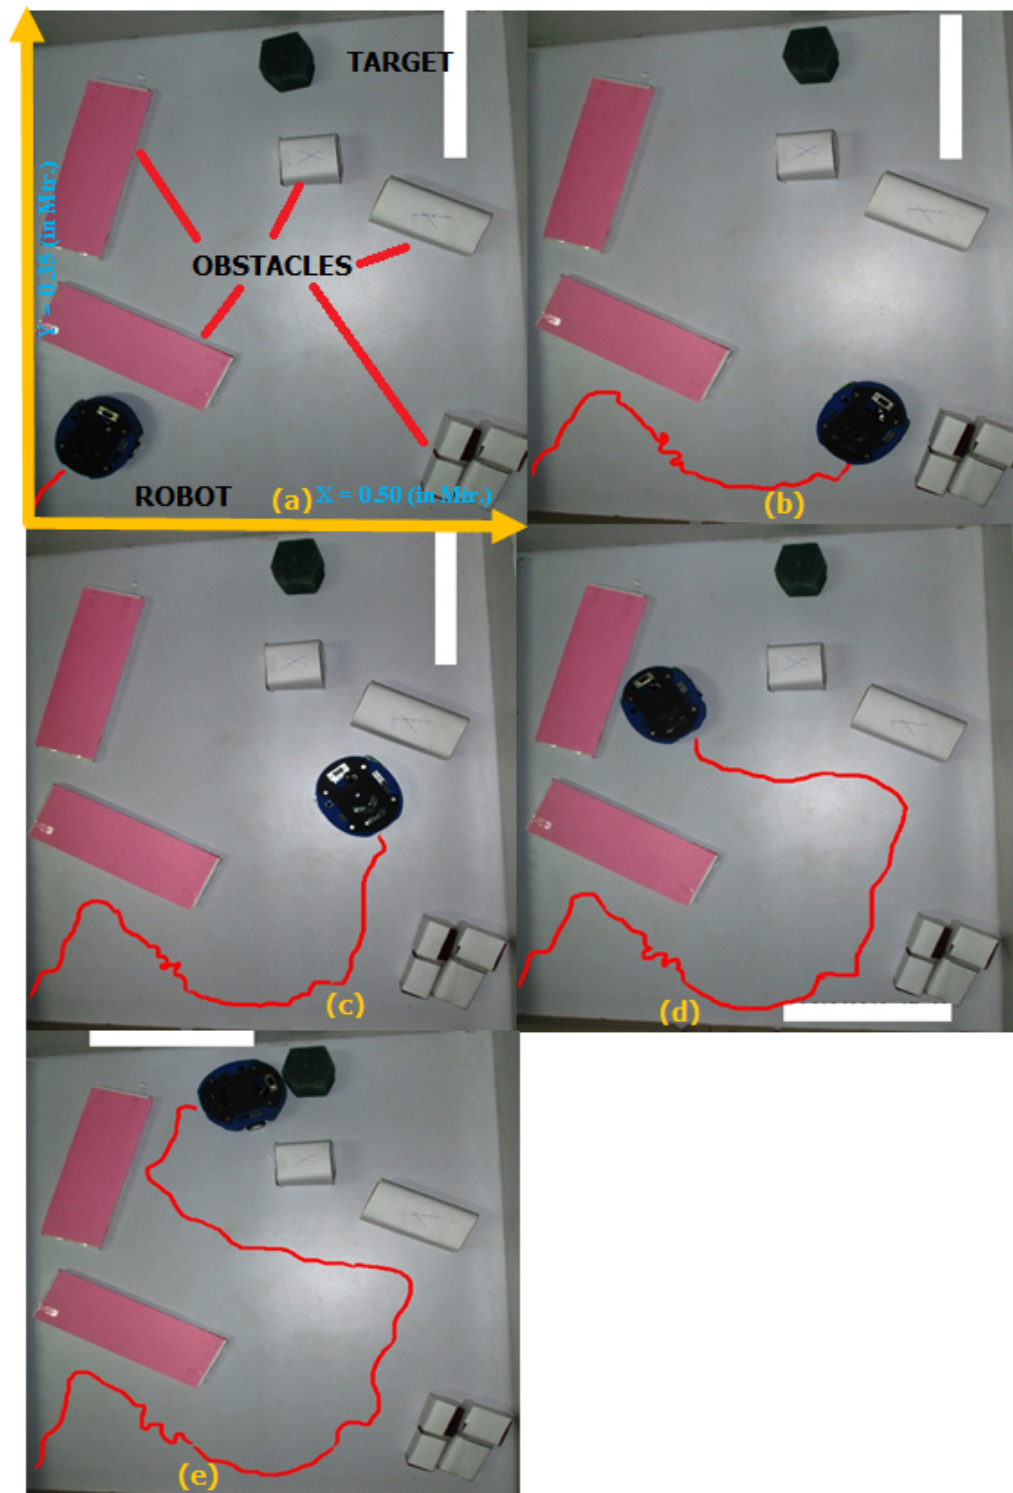 TARGET
Y = 0.35 (in Mtr.)
OBSTACLES
ROBOT
(a)
X = 0.50 (in Mtr.)
(b)
(c)
(d)
(e)